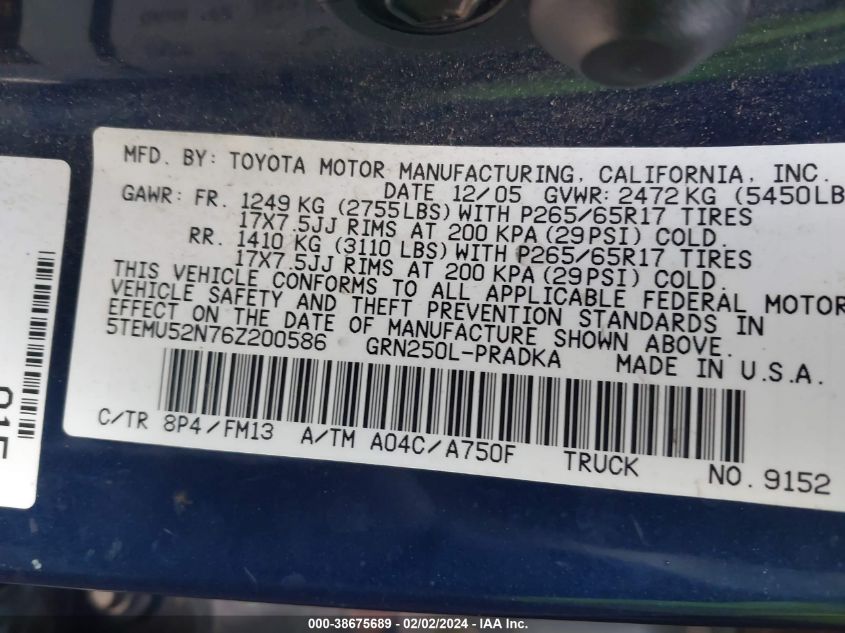 MFD. BY: TOYOTA MOTOR MANUFACTURING, CALIFORNIA, INC.
DATE 12/05 GVWR: 2472 KG (5450LB
GAWR: FR. 1249 KG (2755LBS) WITH P265/65R17 TIRES
17X7.5JJ RIMS AT 200 KPA (29PSI) COLD.
RR. 1410 KG (3110 LBS) WITH P265/65R17 TIRES
17X7.5JJ RIMS AT 200 KPA (29PSI) COLD.
THIS VEHICLE CONFORMS TO ALL APPLICABLE FEDERAL MOTOR
VEHICLE SAFETY AND THEFT PREVENTION STANDARDS IN
EFFECT ON THE DATE OF MANUFACTURE SHOWN ABOVE.
5TEMU52N76Z200586 GRN250L-PRADKA MADE IN U.S.A.
C/TR 8P4/FM13 A/TM A04C/A750F TRUCK NO. 9152
000-38675689 - 02/02/2024 - IAA Inc.